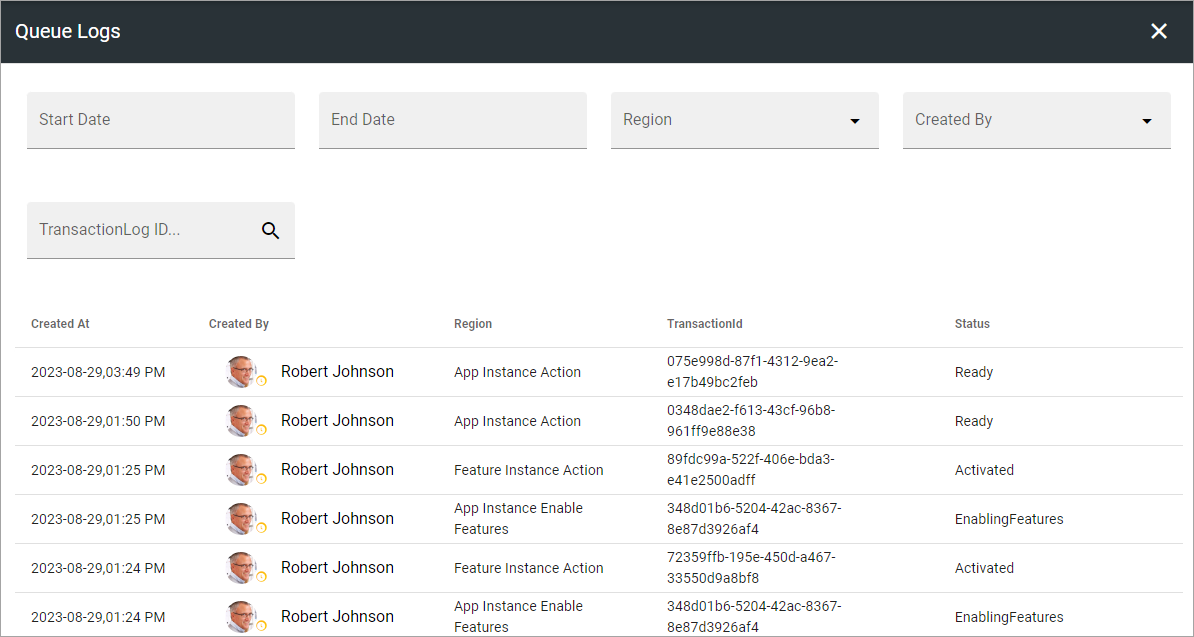 Queue Logs
Start Date
End Date
Region
Created By
TransactionLog ID...
Created At
Created By
Region
TransactionId
Status
2023-08-29,03:49 PM
Robert Johnson
App Instance Action
075e998d-87f1-4312-9ea2-
e17b49bc2feb
Ready
2023-08-29,01:50 PM
Robert Johnson
App Instance Action
0348dae2-f613-43cf-96b8-
961ff9e88e38
Ready
2023-08-29,01:25 PM
Robert Johnson
Feature Instance Action
89fdc99a-522f-406e-bda3-
e41e2500adff
Activated
2023-08-29,01:25 PM
Robert Johnson
App Instance Enable
Features
348d01b6-5204-42ac-8367-
8e87d3926af4
EnablingFeatures
2023-08-29,01:24 PM
Robert Johnson
Feature Instance Action
72359ffb-195e-450d-a467-
33550d9a8bf8
Activated
2023-08-29,01:24 PM
Robert Johnson
App Instance Enable
Features
348d01b6-5204-42ac-8367-
8e87d3926af4
EnablingFeatures